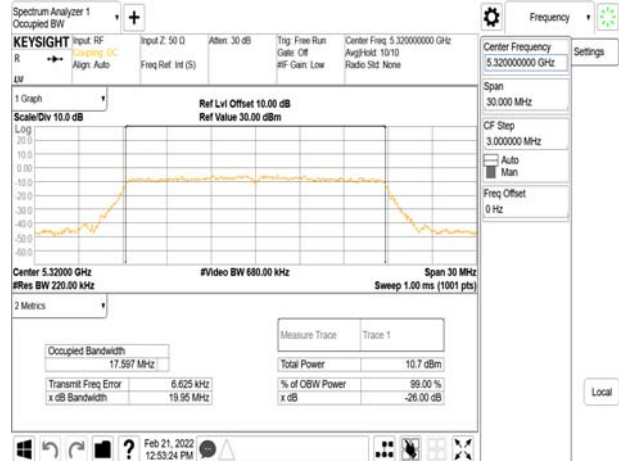 Spectrum Analyzer 1
Occupied BW
KEYSIGHT
Input: RF
Coupling: DC
Align: Auto
Input Z: 50 Ω
Freq Ref: Int (S)
Atten: 30 dB
Trig: Free Run
Gate: Off
#IF Gain: Low
Center Freq: 5.320000000 GHz
Avg|Hold: 10/10
Radio Std: None
R
LV
1 Graph
Scale/Div 10.0 dB
Ref Lvl Offset 10.00 dB
Ref Value 30.00 dBm
Log
20.0
10.0
0.00
-10.0
-20.0
-30.0
-40.0
-50.0
-60.0
Center 5.32000 GHz
#Res BW 220.00 kHz
#Video BW 680.00 kHz
Span 30 MHz
Sweep 1.00 ms (1001 pts)
2 Metrics
Measure Trace Trace 1
Occupied Bandwidth
17.597 MHz
Total Power 10.7 dBm
Transmit Freq Error 6.625 kHz
% of OBW Power 99.00 %
x dB Bandwidth 19.95 MHz
x dB -26.00 dB
Feb 21, 2022
12:53:24 PM
Frequency
Center Frequency
5.320000000 GHz
Settings
Span
30.000 MHz
CF Step
3.000000 MHz
Auto
Man
Freq Offset
0 Hz
Local